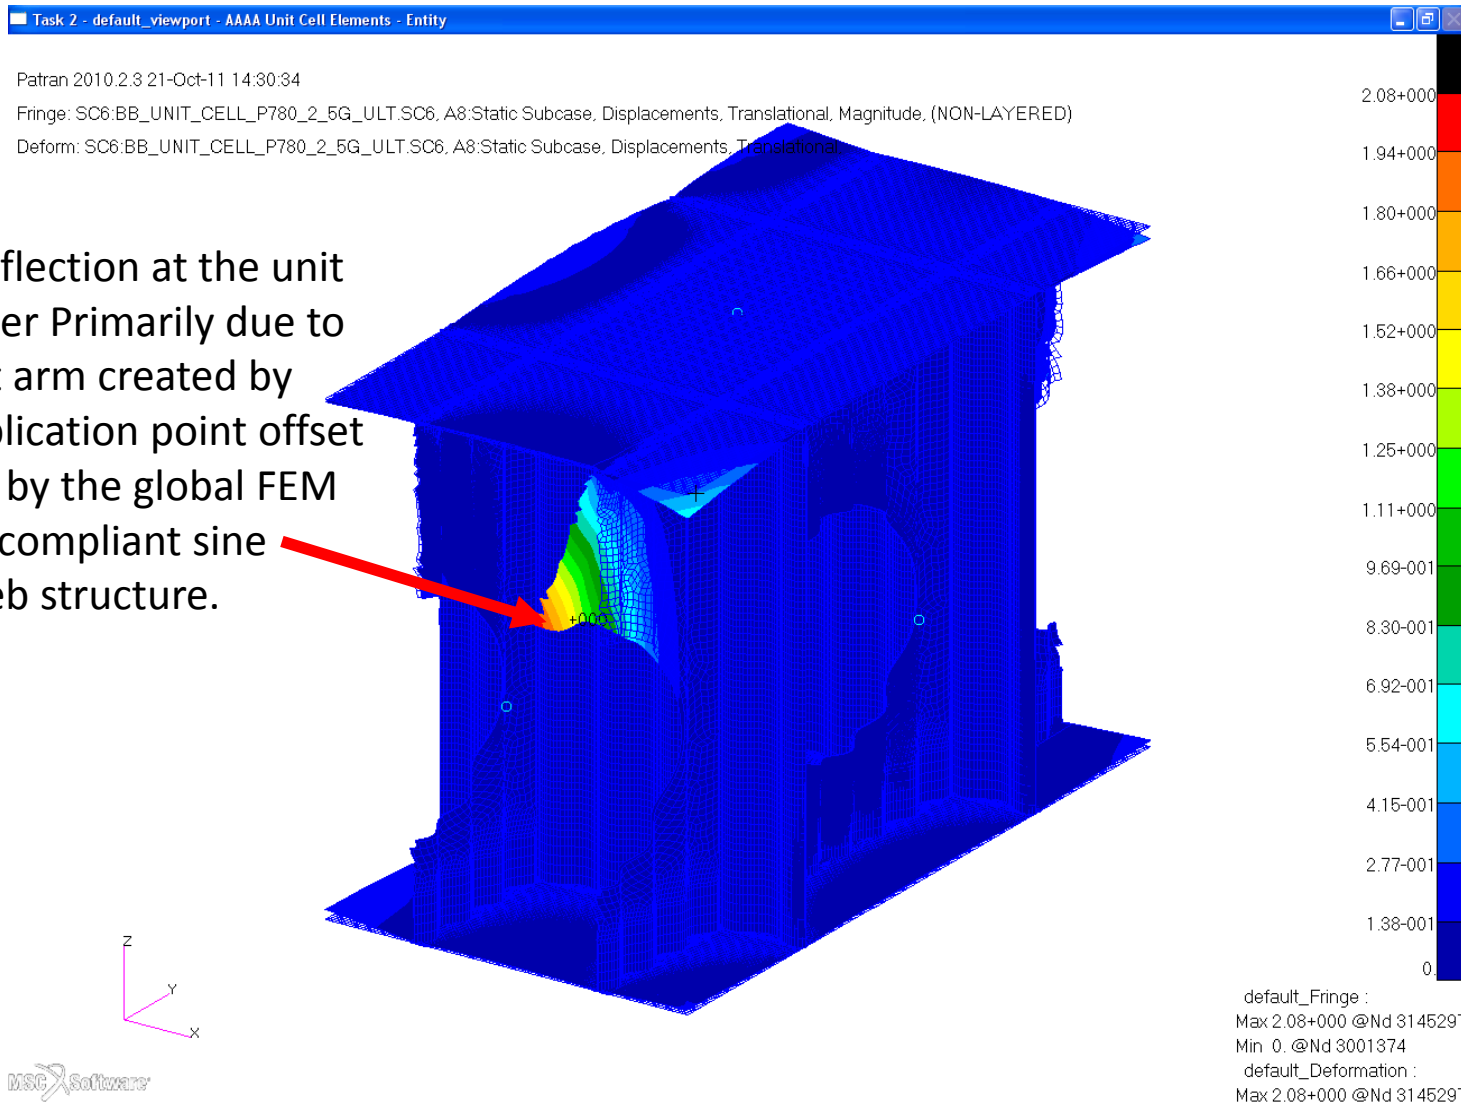 Task 2 - default_viewport - AAAA Unit Cell Elements - Entity
Patran 2010.2.3 21-Oct-11 14:30:34
Fringe: SC6:BB_UNIT_CELL_P780_2_5G_ULT.SC6, A8:Static Subcase, Displacements, Translational, Magnitude, (NON-LAYERED)
Deform: SC6:BB_UNIT_CELL_P780_2_5G_ULT.SC6, A8:Static Subcase, Displacements, Translational,
flection at the unit
er Primarily due to
t arm created by
plication point offset
by the global FEM
compliant sine
eb structure.
+000
2.08+000
1.94+000
1.80+000
1.66+000
1.52+000
1.38+000
1.25+000
1.11+000
9.69-001
8.30-001
6.92-001
5.54-001
4.15-001
2.77-001
1.38-001
0.
Z
Y
X
default_Fringe :
Max 2.08+000 @Nd 314529
Min 0. @Nd 3001374
default_Deformation :
Max 2.08+000 @Nd 314529
MSC Software